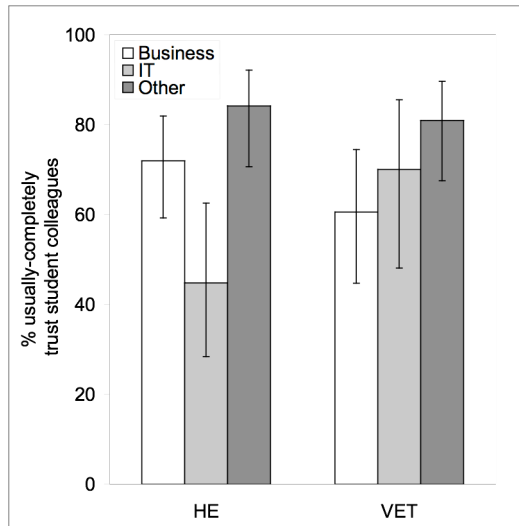 % usually-completely
trust student colleagues
100
80
60
40
20
0
Business
IT
Other
HE
VET